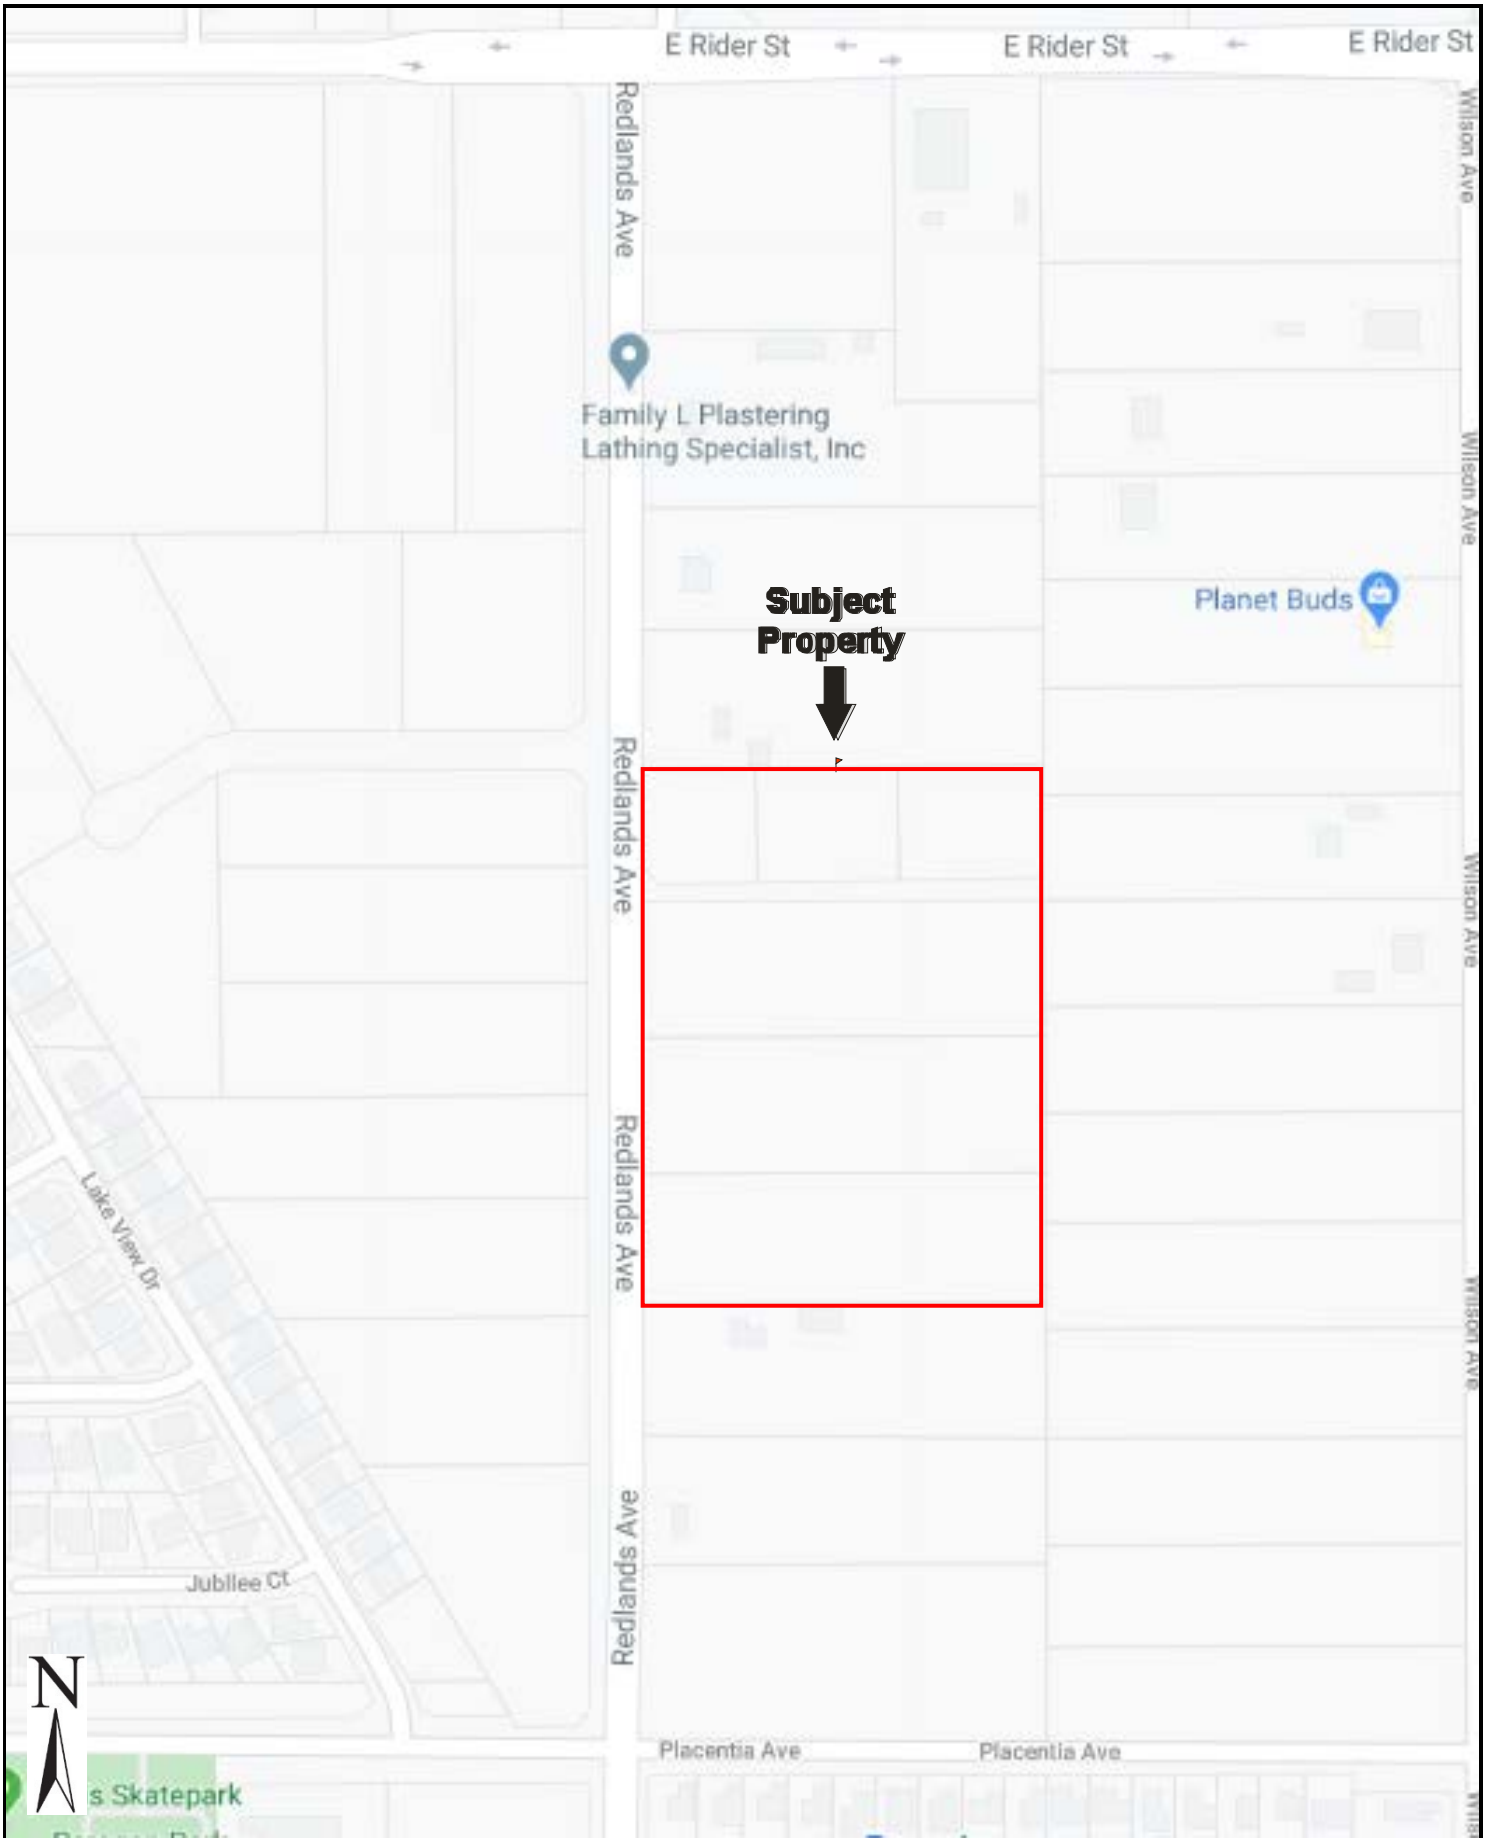 E Rider St
E Rider St
E Rider St
Redlands Ave
Wilson Ave
Family L Plastering
Lathing Specialist, Inc
Wilson Ave
Planet Buds
Subject
Property
Redlands Ave
Wilson Ave
Redlands Ave
Lake View Dr
Wilson Ave
Redlands Ave
Jubilee Ct
N
Placentia Ave
Placentia Ave
s Skatepark